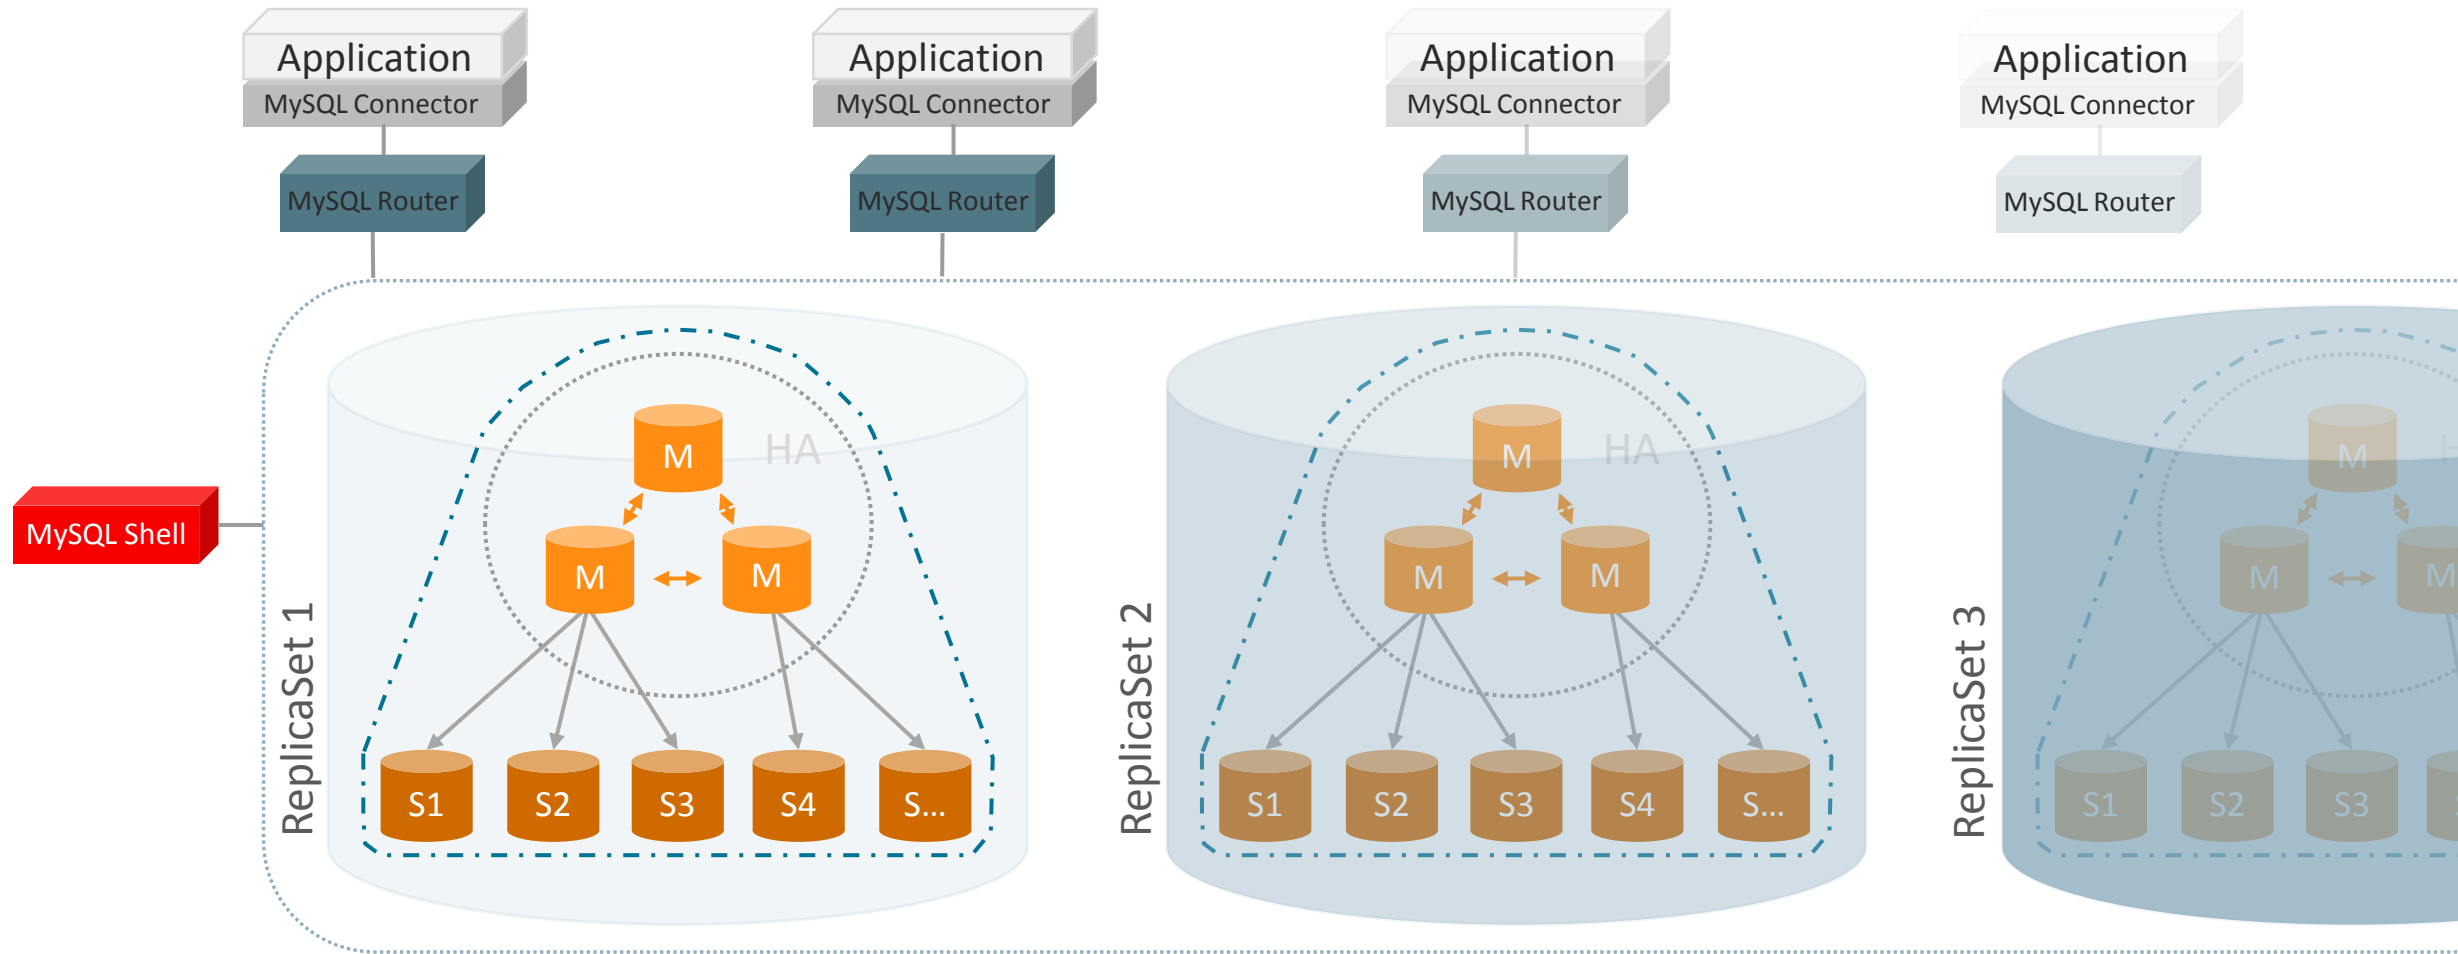 Application
MySQL Connector
MySQL Router
Application
MySQL Connector
MySQL Router
Application
MySQL Connector
MySQL Router
Application
MySQL Connector
MySQL Router
MySQL Shell
ReplicaSet 1
HA
M
M
M
S1
S2
S3
S4
S...
ReplicaSet 2
HA
M
M
M
S1
S2
S3
S4
S...
ReplicaSet 3
M
M
M
S1
S2
S3